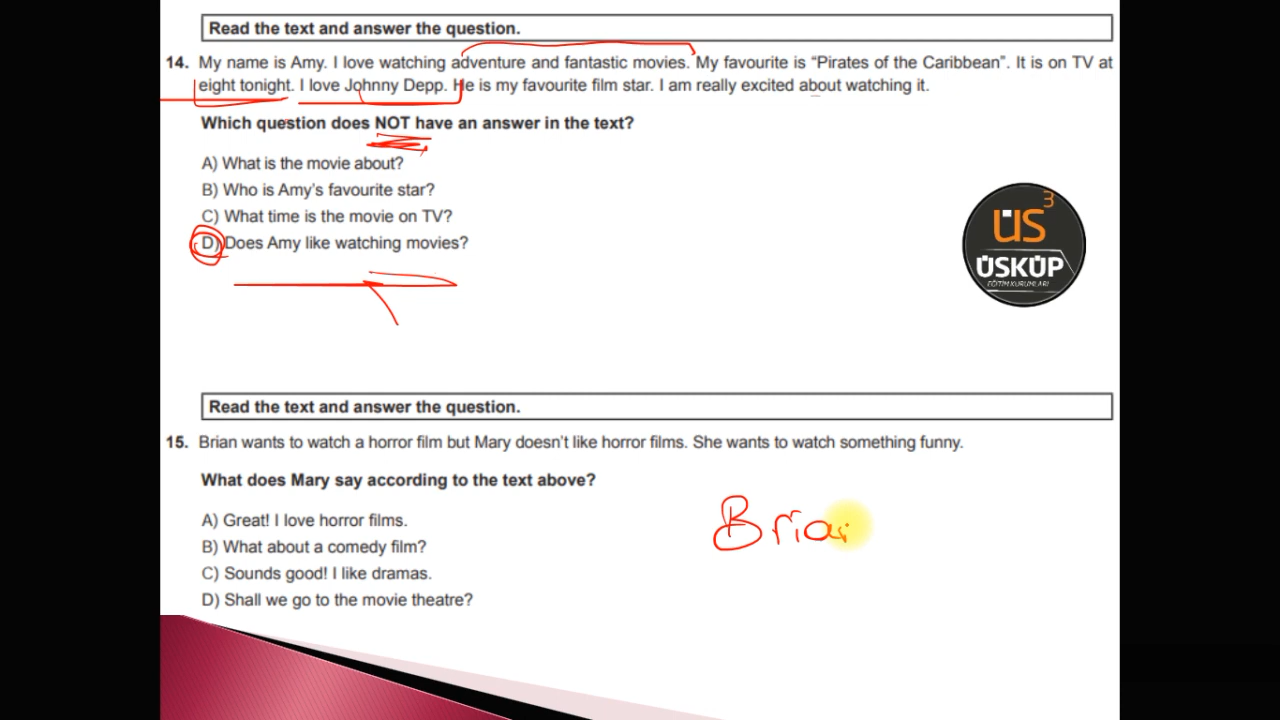 Read the text and answer the question.
14. My name is Amy. I love watching adventure and fantastic movies. My favourite is “Pirates of the Caribbean”. It is on TV at
eight tonight. I love Johnny Depp. He is my favourite film star. I am really excited about watching it.
Which question does NOT have an answer in the text?
A) What is the movie about?
B) Who is Amy’s favourite star?
C) What time is the movie on TV?
D) Does Amy like watching movies?
üs3
ÜSKÜP
EĞİTİM KURUMLARI
Read the text and answer the question.
15. Brian wants to watch a horror film but Mary doesn’t like horror films. She wants to watch something funny.
What does Mary say according to the text above?
A) Great! I love horror films.
B) What about a comedy film?
C) Sounds good! I like dramas.
D) Shall we go to the movie theatre?
Bria